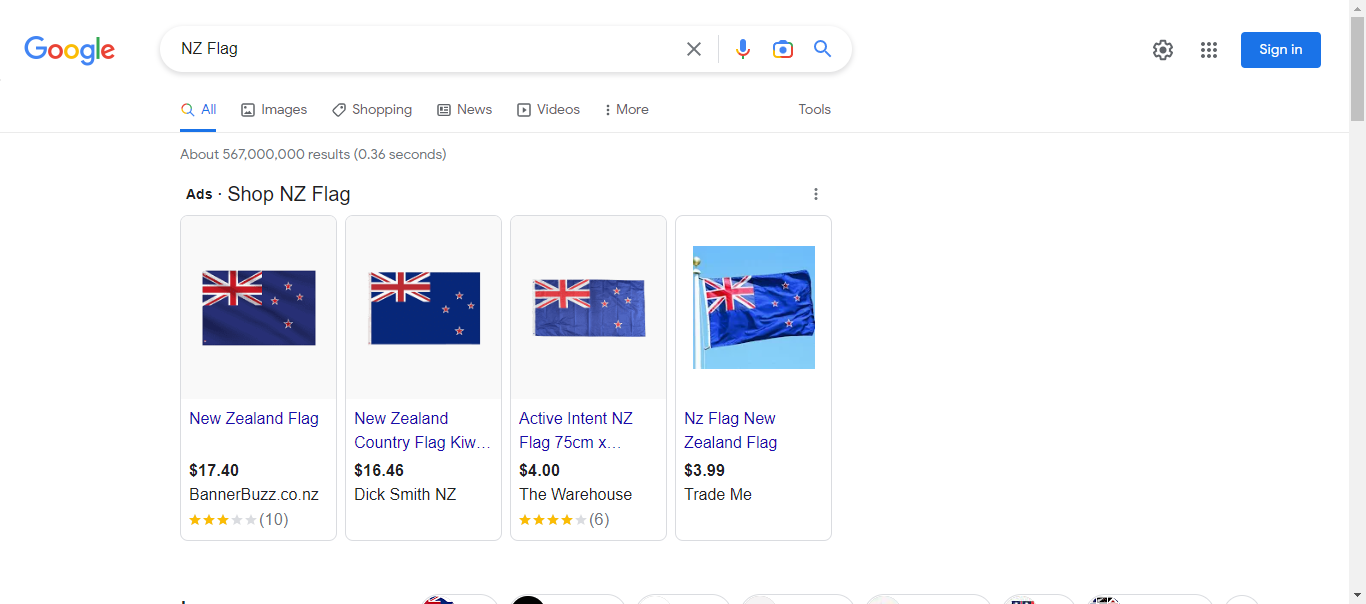 Google
NZ Flag
Sign in
All
Images
Shopping
News
Videos
More
Tools
About 567,000,000 results (0.36 seconds)
Ads · Shop NZ Flag
New Zealand Flag
$17.40
BannerBuzz.co.nz
(10)
New Zealand
Country Flag Kiw...
$16.46
Dick Smith NZ
Active Intent NZ
Flag 75cm x...
$4.00
The Warehouse
(6)
Nz Flag New
Zealand Flag
$3.99
Trade Me